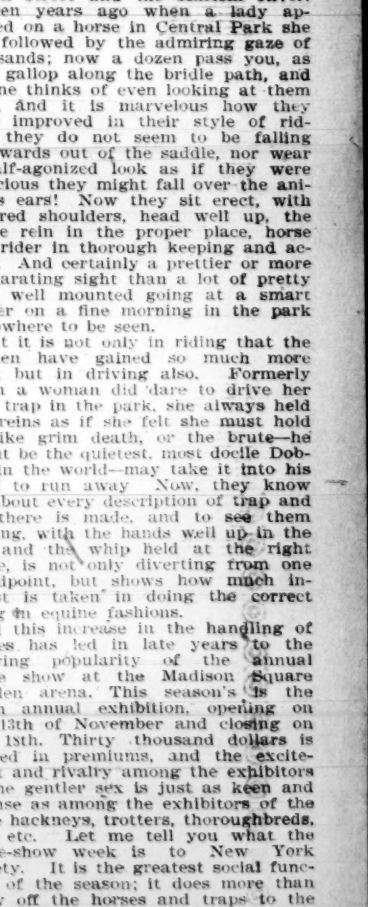 en years ago when a lady ap-
ed on a horse in Central Park she
followed by the admiring gaze of
sands; now a dozen pass you, as
gallop along the bridle path, and
ne thinks of even looking at them
And it is marvelous how they
improved in their style of rid-
they do not seem to be falling
wards out of the saddle, nor wear
lf-agonized look as if they were
cious they might fall over the ani-
s ears! Now they sit erect, with
red shoulders, head well up, the
e rein in the proper place, horse
rider in thorough keeping and ac-
And certainly a prettier or more
arating sight than a lot of pretty
well mounted going at a smart
er on a fine morning in the park
owhere to be seen.
t it is not only in riding that the
en have gained so much more
but in driving also. Formerly
n a woman did dare to drive her
trap in the park, she always held
reins as if she felt she must hold
ike grim death, or the brute—he
t be the quietest, most docile Dob-
in the world—may take it into his
to run away Now, they know
bout every description of trap and
there is made, and to see them
ng, with the hands well up in the
and the whip held at the right
e, is not only diverting from one
dpoint, but shows how much in-
st is taken in doing the correct
g in equine fashions.
this increase in the handling of
es has led in late years to the
ing popularity of the annual
e show at the Madison Square
den arena. This season's is the
h annual exhibition, opening on
13th of November and closing on
18th. Thirty thousand dollars is
ed in premiums, and the excite-
and rivalry among the exhibitors
he gentler sex is just as keen and
nse as among the exhibitors of the
hackneys, trotters, thoroughbreds,
etc. Let me tell you what the
e-show week is to New York
ety. It is the greatest social func-
of the season; it does more than
y off the horses and traps to the